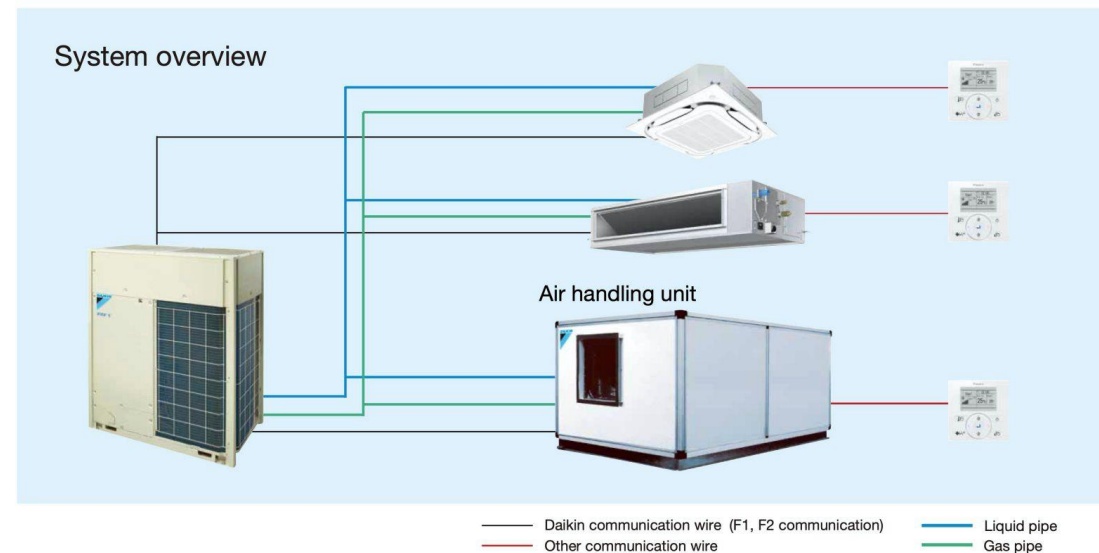 System overview
Air handling unit
Daikin communication wire (F1, F2 communication)
Liquid pipe
Other communication wire
Gas pipe